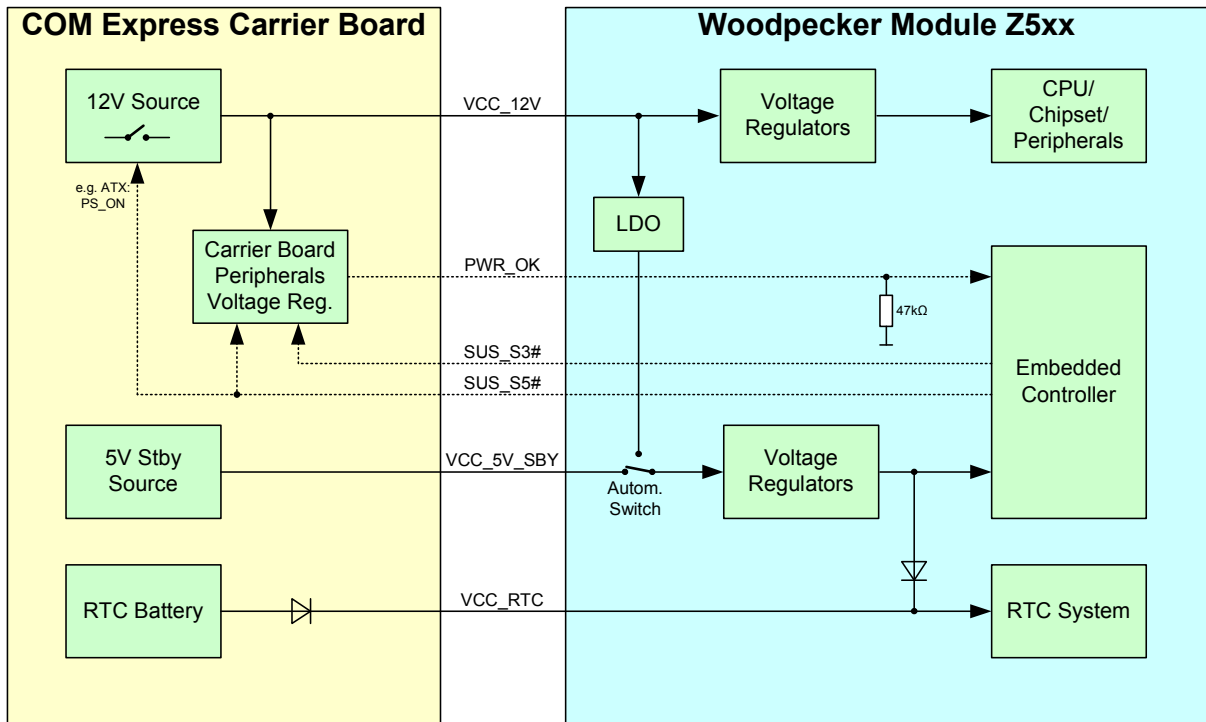 COM Express Carrier Board
Woodpecker Module Z5xx
12V Source
VCC_12V
Voltage
Regulators
CPU/
Chipset/
Peripherals
e.g. ATX:
PS_ON
LDO
Carrier Board
Peripherals
Voltage Reg.
PWR_OK
47kΩ
SUS_S3#
SUS_S5#
Embedded
Controller
5V Stby
Source
VCC_5V_SBY
Autom.
Switch
Voltage
Regulators
RTC Battery
VCC_RTC
RTC System